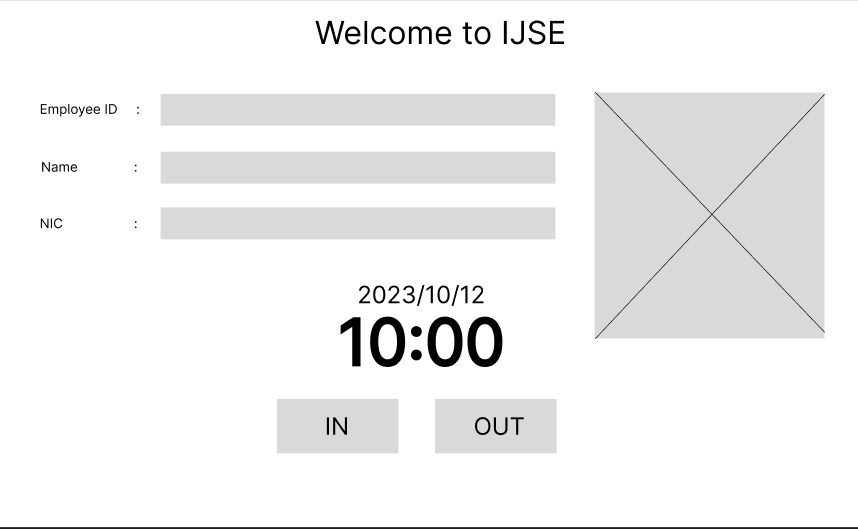 Welcome to IJSE
Employee ID :
Name :
NIC :
2023/10/12
10:00
IN
OUT